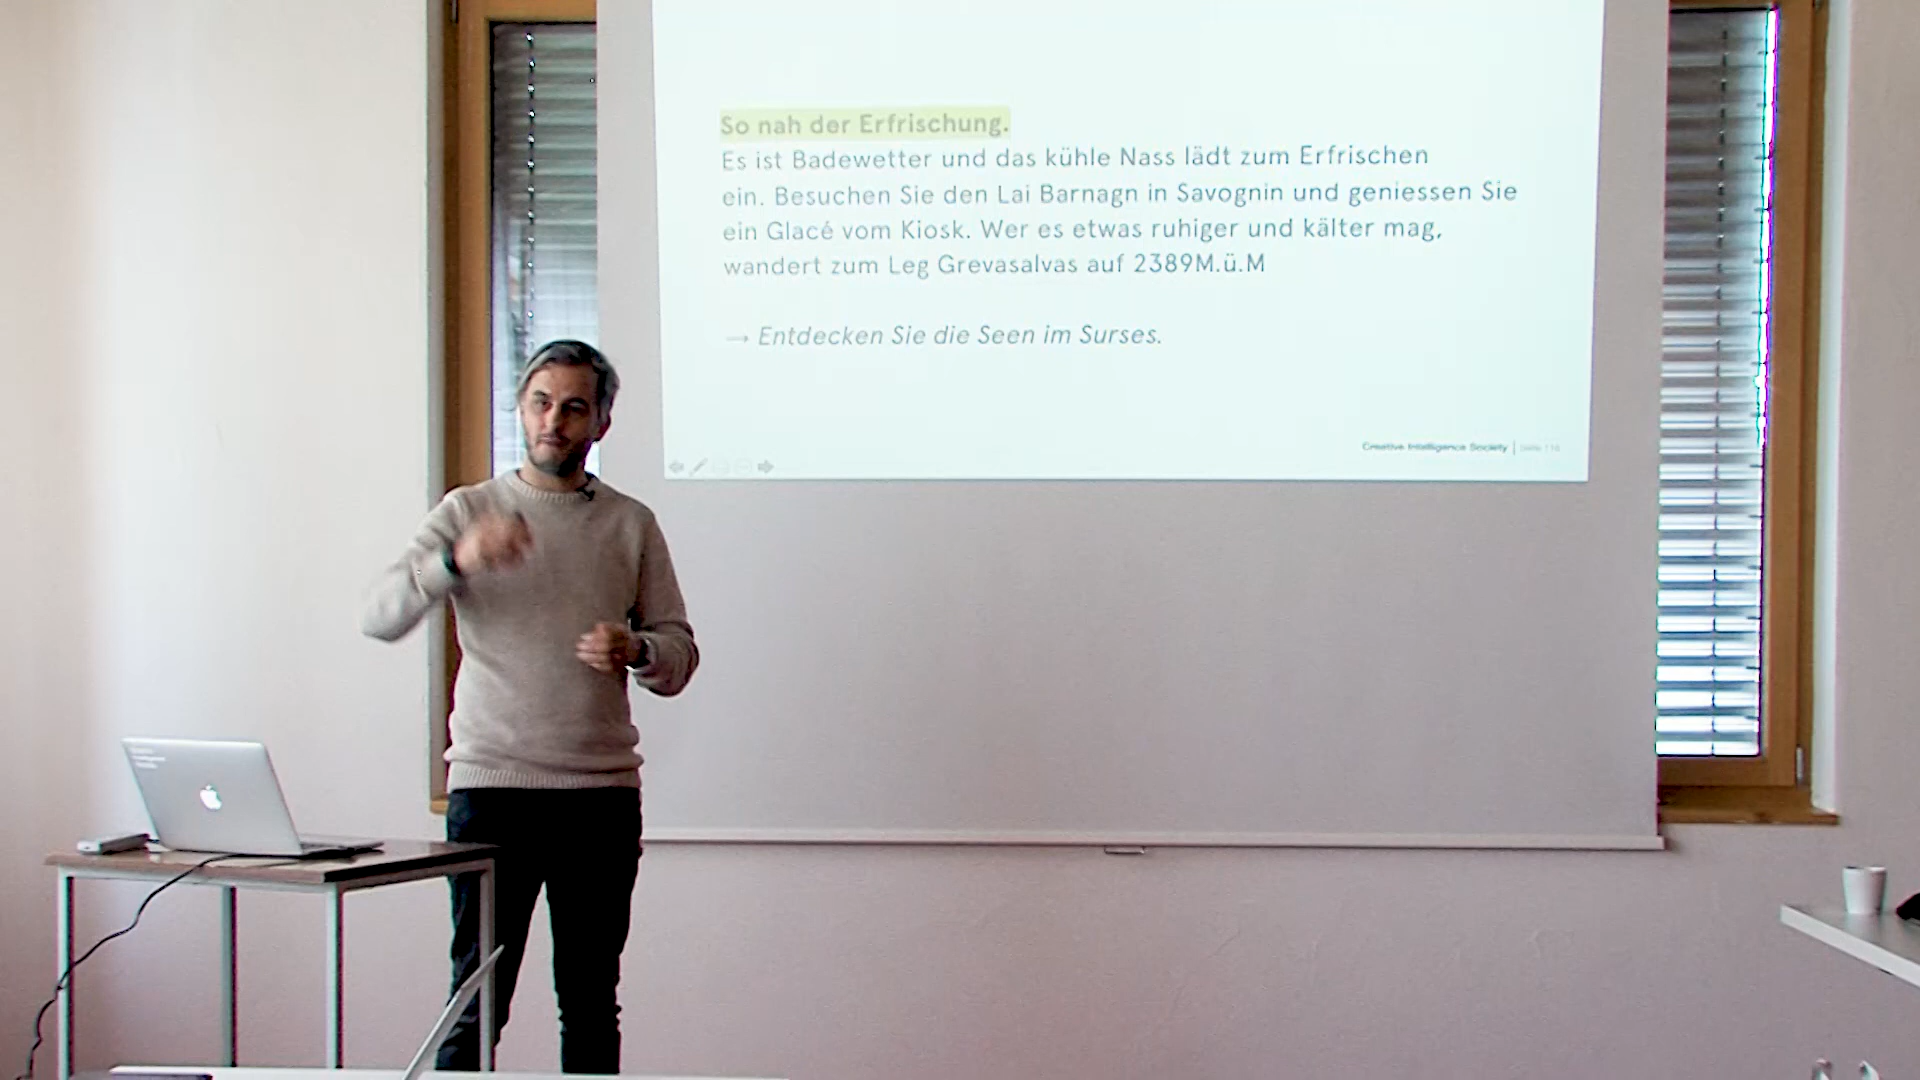 So nah der Erfrischung.
Es ist Badewetter und das kühle Nass lädt zum Erfrischen
ein. Besuchen Sie den Lai Barnagn in Savognin und geniessen Sie
ein Glacé vom Kiosk. Wer es etwas ruhiger und kälter mag,
wandert zum Leg Grevasalvas auf 2389M.ü.M
→ Entdecken Sie die Seen im Surses.
Creative Intelligence Society |